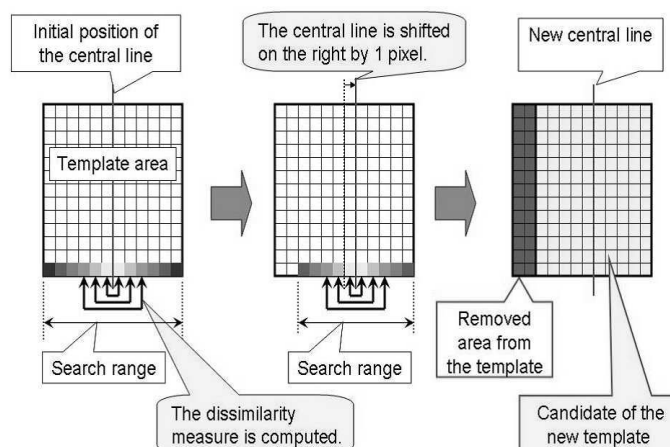 Initial position of
the central line
The central line is shifted
on the right by 1 pixel.
New central line
Template area
Search range
Search range
Removed
area from
the template
The dissimilarity
measure is computed.
Candidate of the
new template